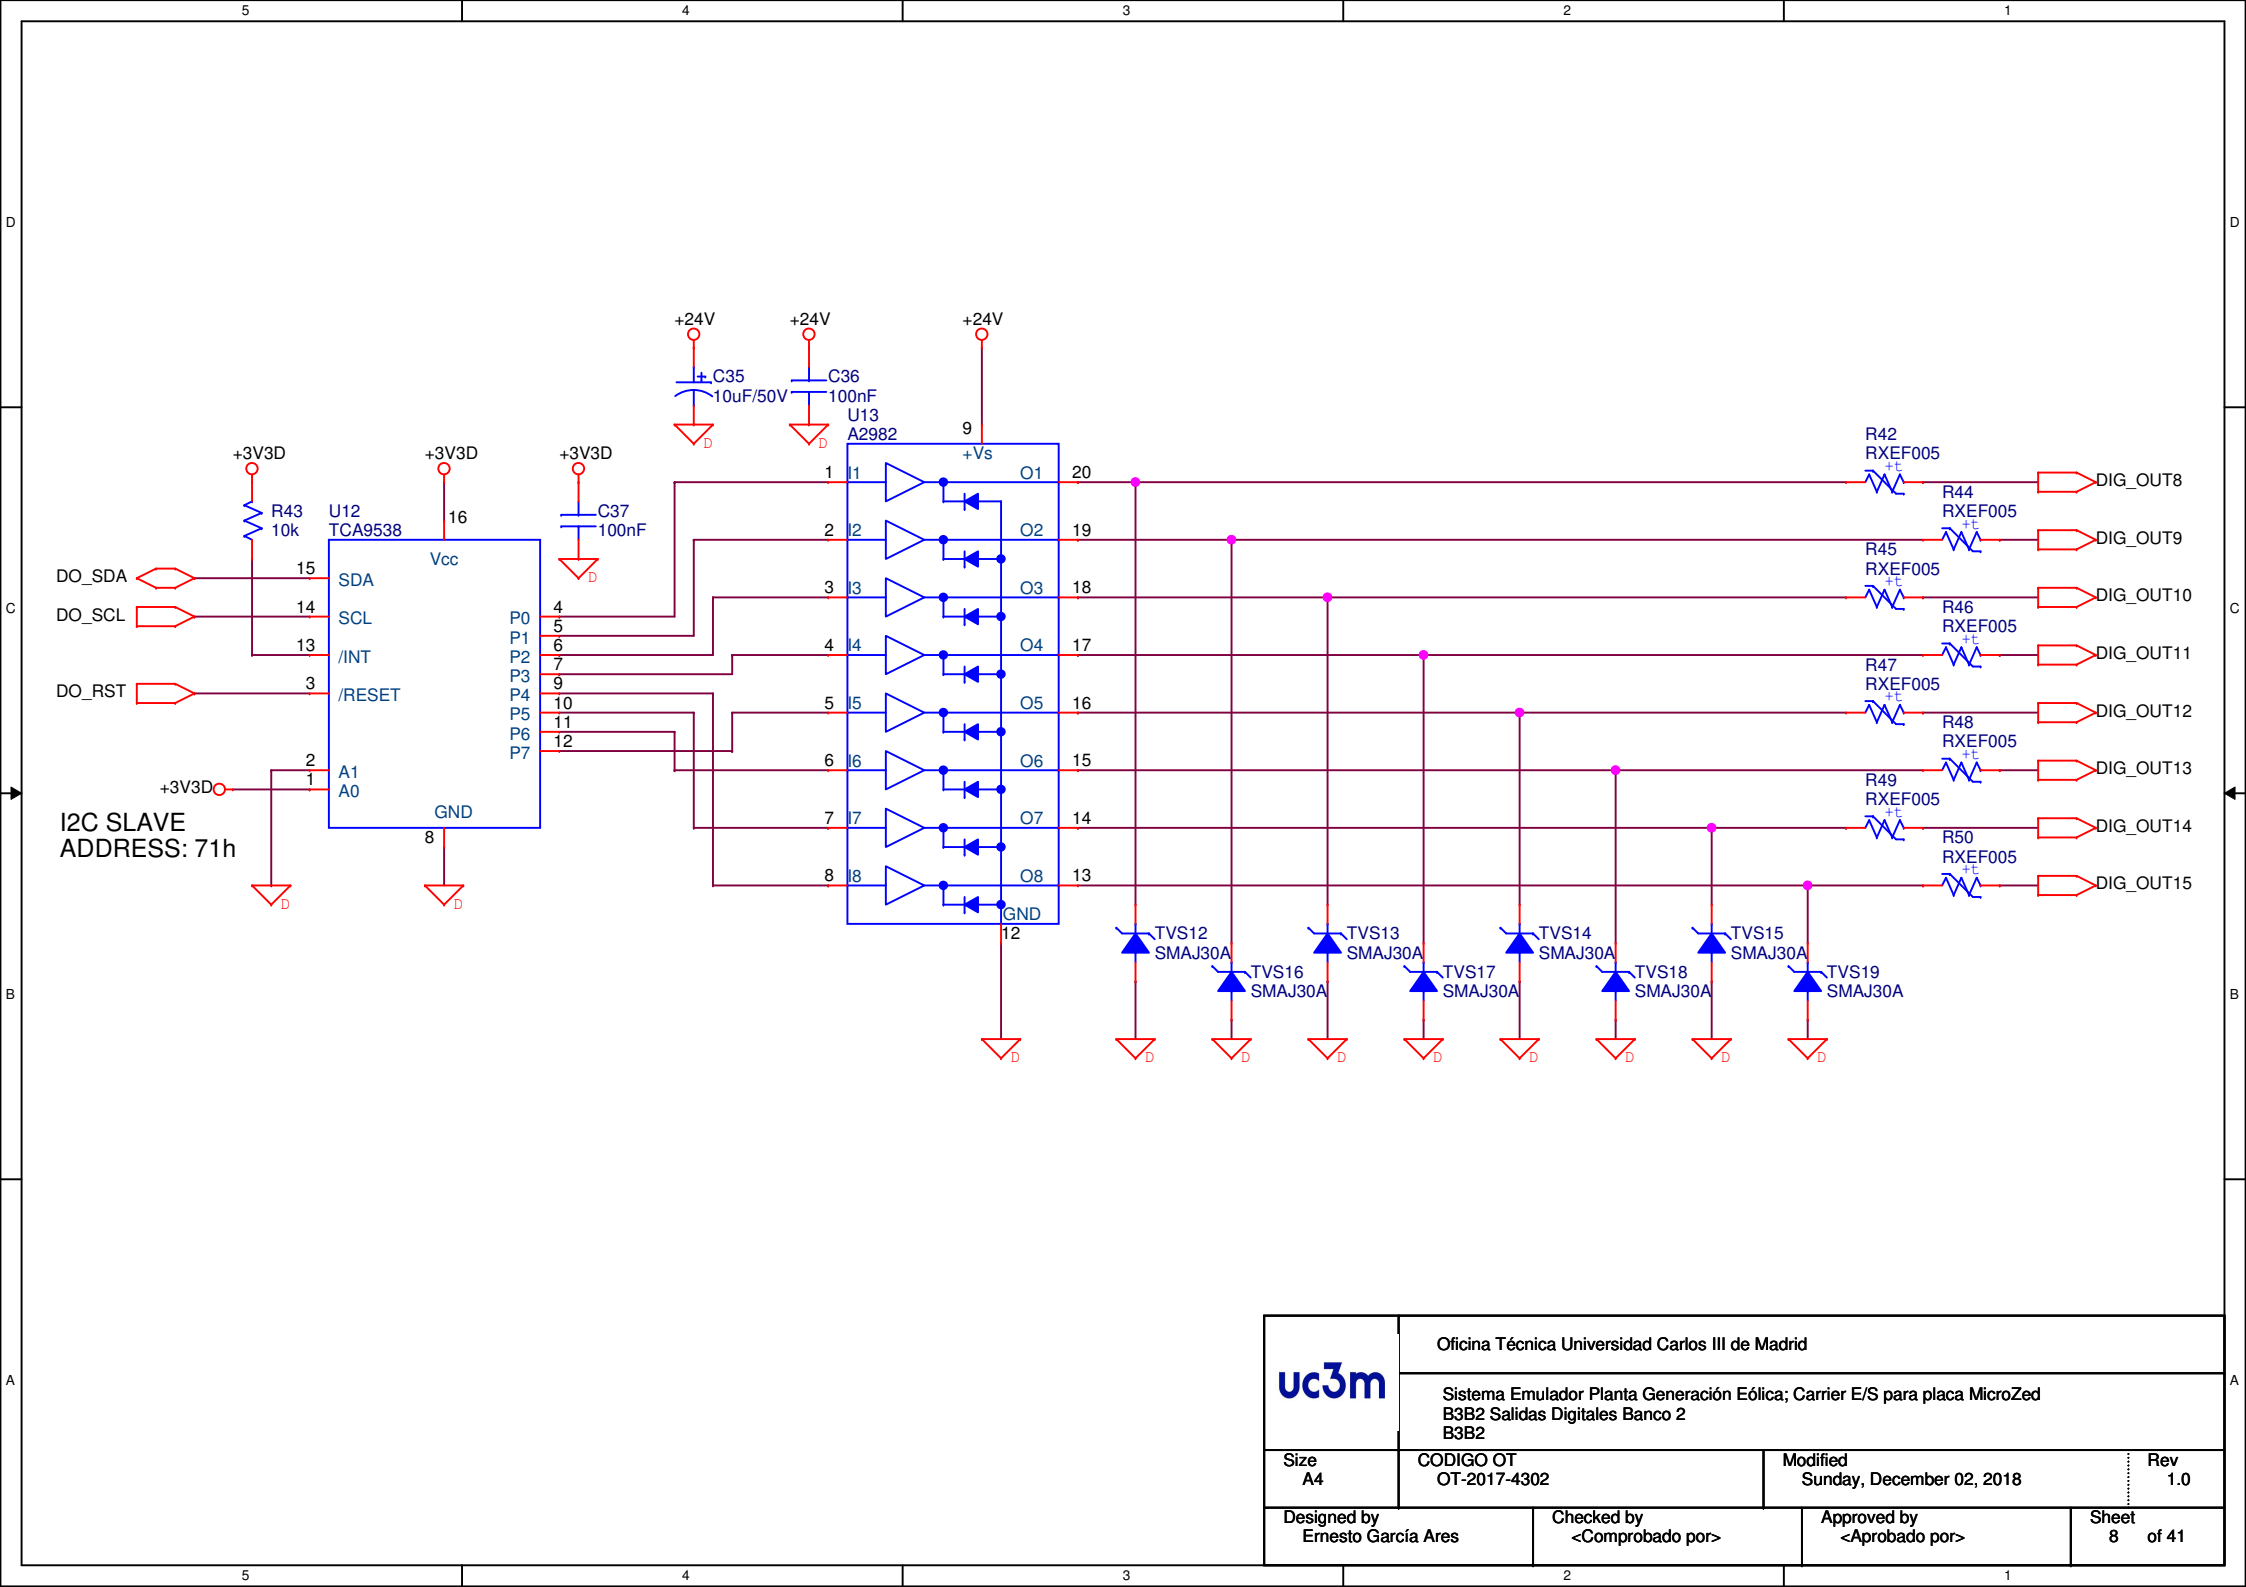 5 4 3 2 1
D D
C C
B B
A A
+24V +24V +24V
C35
10uF/50V
C36
100nF
U13
A2982
+3V3D +3V3D +3V3D
R43
10k
U12
TCA9538
C37
100nF
16
Vcc
DO_SDA 15 SDA
DO_SCL 14 SCL
13 /INT
DO_RST 3 /RESET
2 A1
+3V3D 1 A0
GND
8
I2C SLAVE
ADDRESS: 71h
P0 4
P1 5
P2 6
P3 7
P4 9
P5 10
P6 11
P7 12
9
+Vs
1 I1 O1 20
2 I2 O2 19
3 I3 O3 18
4 I4 O4 17
5 I5 O5 16
6 I6 O6 15
7 I7 O7 14
8 I8 O8 13
GND
12
R42
RXEF005
+t
DIG_OUT8
R44
RXEF005
+t
DIG_OUT9
R45
RXEF005
+t
DIG_OUT10
R46
RXEF005
+t
DIG_OUT11
R47
RXEF005
+t
DIG_OUT12
R48
RXEF005
+t
DIG_OUT13
R49
RXEF005
+t
DIG_OUT14
R50
RXEF005
+t
DIG_OUT15
TVS12
SMAJ30A
TVS16
SMAJ30A
TVS13
SMAJ30A
TVS17
SMAJ30A
TVS14
SMAJ30A
TVS18
SMAJ30A
TVS15
SMAJ30A
TVS19
SMAJ30A
D D D D D D D D D D D D D D
uc3m
Oficina Técnica Universidad Carlos III de Madrid
Sistema Emulador Planta Generación Eólica; Carrier E/S para placa MicroZed
B3B2 Salidas Digitales Banco 2
B3B2
Size
A4
CODIGO OT
OT-2017-4302
Modified
Sunday, December 02, 2018
Rev
1.0
Designed by
Ernesto García Ares
Checked by
<Comprobado por>
Approved by
<Aprobado por>
Sheet
8 of 41
5 4 3 2 1